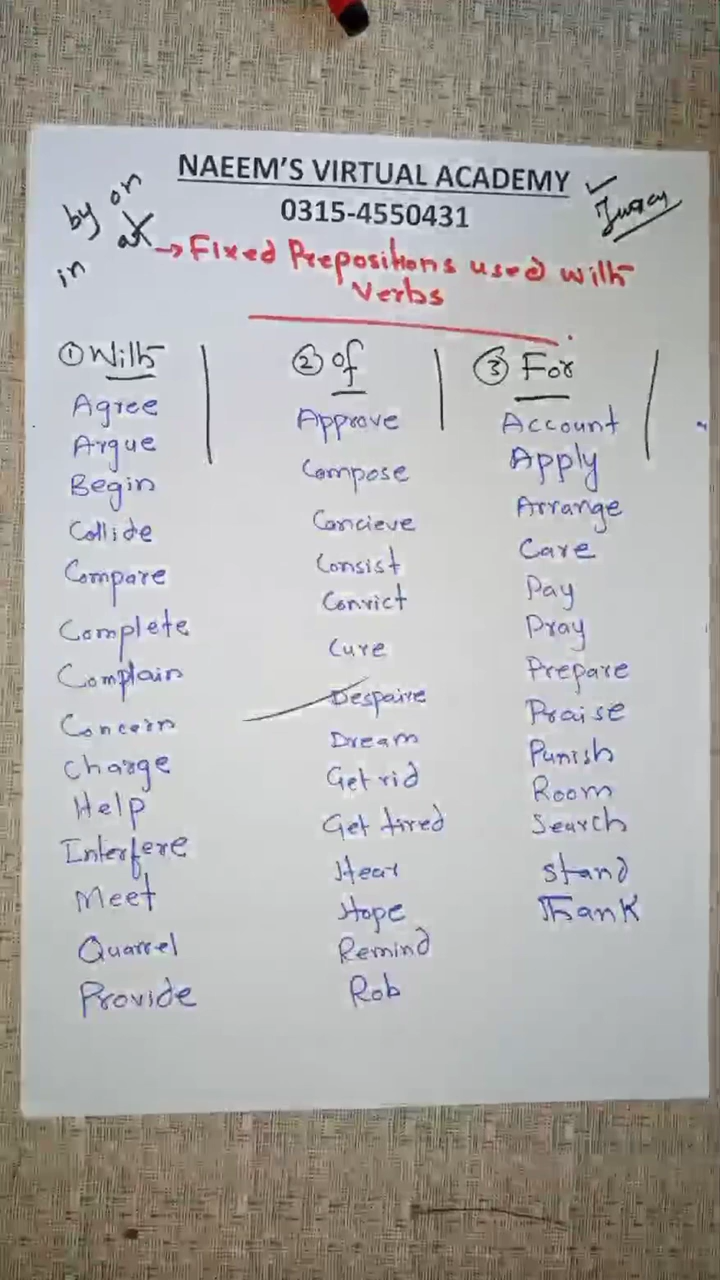 NAEEM'S VIRTUAL ACADEMY
0315-4550431
by on
in at
→ Fixed Prepositions used with
Verbs
① With
Agree
Argue
Begin
Collide
Compare
Complete
Complain
Concern
Charge
Help
Interfere
Meet
Quarrel
Provide
② Of
Approve
Compose
Concieve
Consist
Convict
Cure
Despaire
Dream
Get rid
Get tired
Hear
Hope
Remind
Rob
③ For
Account
Apply
Arrange
Care
Pay
Pray
Prepare
Praise
Punish
Room
Search
Stand
Thank